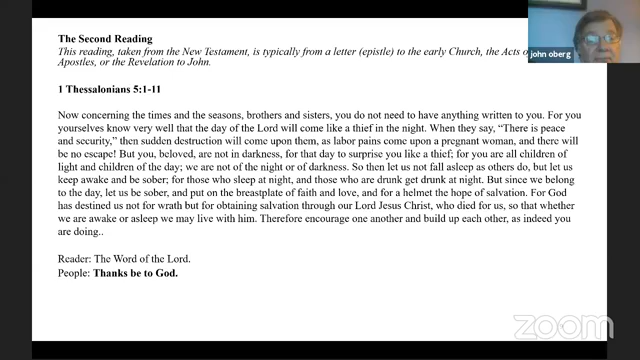 The Second Reading
This reading, taken from the New Testament, is typically from a letter (epistle) to the early Church, the Acts of
Apostles, or the Revelation to John.
1 Thessalonians 5:1-11
Now concerning the times and the seasons, brothers and sisters, you do not need to have anything written to you. For you
yourselves know very well that the day of the Lord will come like a thief in the night. When they say, “There is peace
and security,” then sudden destruction will come upon them, as labor pains come upon a pregnant woman, and there will
be no escape! But you, beloved, are not in darkness, for that day to surprise you like a thief; for you are all children of
light and children of the day; we are not of the night or of darkness. So then let us not fall asleep as others do, but let us
keep awake and be sober; for those who sleep at night, and those who are drunk get drunk at night. But since we belong
to the day, let us be sober, and put on the breastplate of faith and love, and for a helmet the hope of salvation. For God
has destined us not for wrath but for obtaining salvation through our Lord Jesus Christ, who died for us, so that whether
we are awake or asleep we may live with him. Therefore encourage one another and build up each other, as indeed you
are doing..
Reader: The Word of the Lord.
People: Thanks be to God.
john oberg
zoom